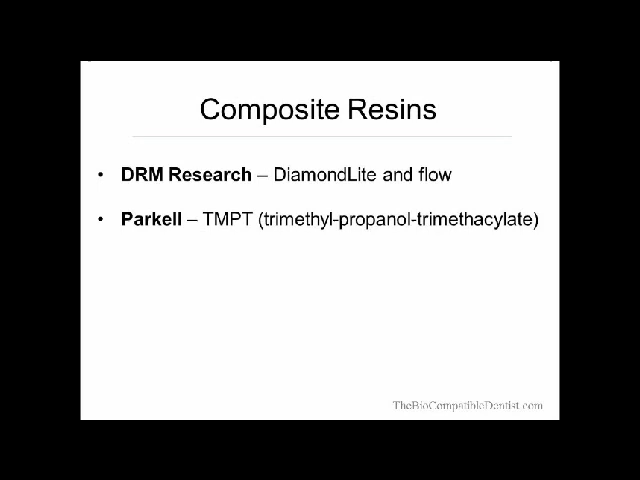 Composite Resins
• DRM Research – DiamondLite and flow
• Parkell – TMPT (trimethyl-propanol-trimethacylate)
TheBioCompatibleDentist.com